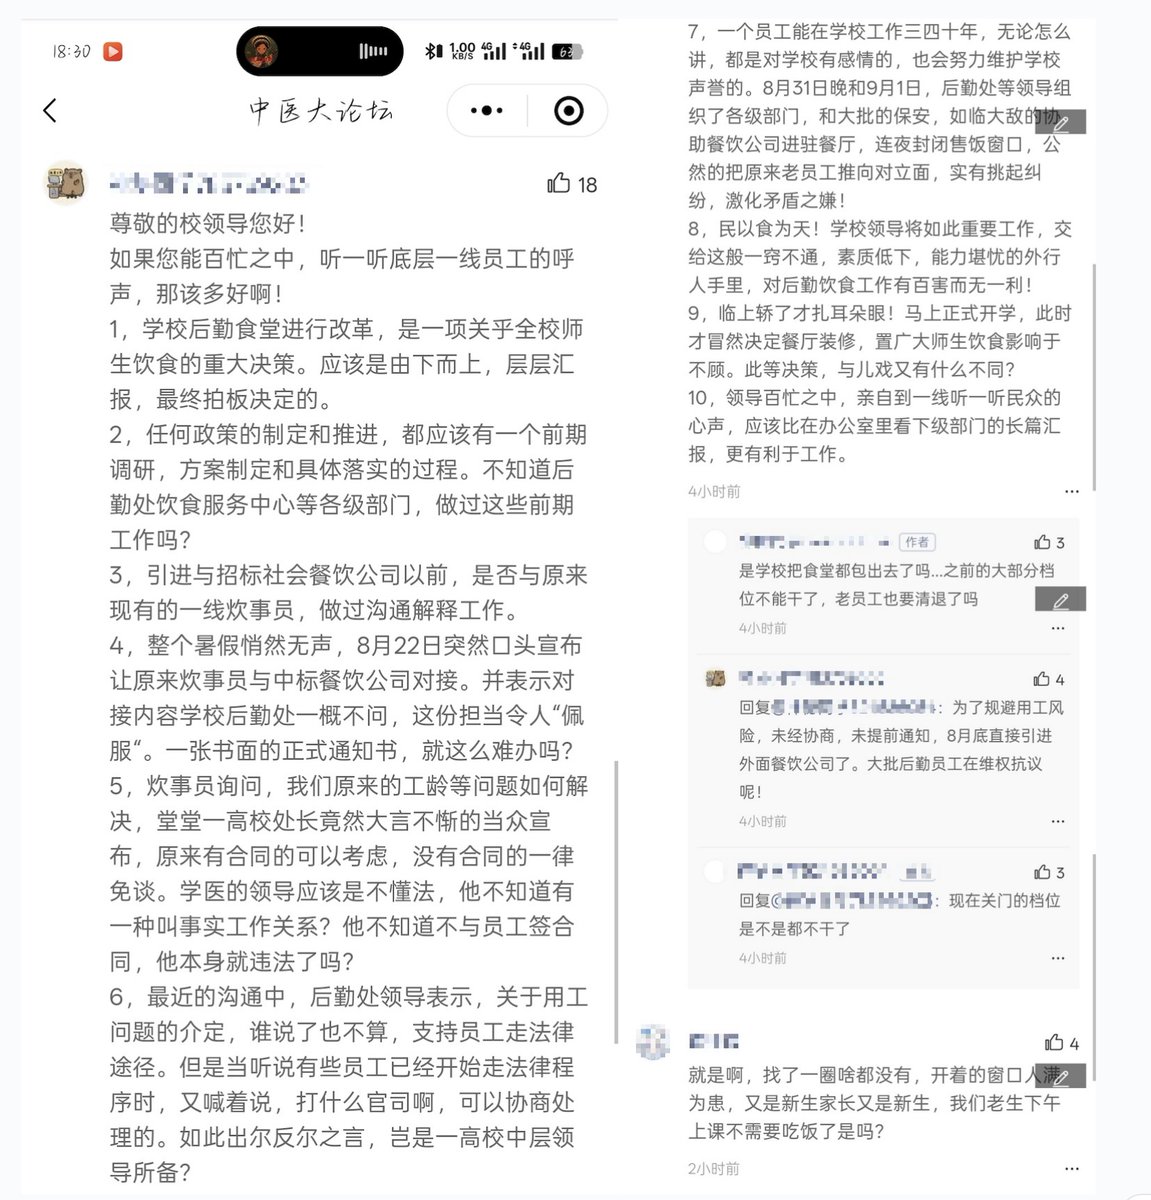 18:30
1.00 KB/S 4G 4G 63
中医大论坛
18
尊敬的校领导您好！
如果您能百忙之中，听一听底层一线员工的呼
声，那该多好啊！
1，学校后勤食堂进行改革，是一项关乎全校师
生饮食的重大决策。应该是由下而上，层层汇
报，最终拍板决定的。
2，任何政策的制定和推进，都应该有一个前期
调研，方案制定和具体落实的过程。不知道后
勤处饮食服务中心等各级部门，做过这些前期
工作吗？
3，引进与招标社会餐饮公司以前，是否与原来
现有的一线炊事员，做过沟通解释工作。
4，整个暑假悄然无声，8月22日突然口头宣布
让原来炊事员与中标餐饮公司对接。并表示对
接内容学校后勤处一概不问，这份担当令人“佩
服“。一张书面的正式通知书，就这么难办吗？
5，炊事员询问，我们原来的工龄等问题如何解
决，堂堂一高校处长竟然大言不惭的当众宣
布，原来有合同的可以考虑，没有合同的一律
免谈。学医的领导应该是不懂法，他不知道有
一种叫事实工作关系？他不知道不与员工签合
同，他本身就违法了吗？
6，最近的沟通中，后勤处领导表示，关于用工
问题的介定，谁说了也不算，支持员工走法律
途径。但是当听说有些员工已经开始走法律程
序时，又喊着说，打什么官司啊，可以协商处
理的。如此出尔反尔之言，岂是一高校中层领
导所备？
7，一个员工能在学校工作三四十年，无论怎么
讲，都是对学校有感情的，也会努力维护学校
声誉的。8月31日晚和9月1日，后勤处等领导组
织了各级部门，和大批的保安，如临大敌的协
助餐饮公司进驻餐厅，连夜封闭售饭窗口，公
然的把原来老员工推向对立面，实有挑起纠
纷，激化矛盾之嫌！
8，民以食为天！学校领导将如此重要工作，交
给这般一窍不通，素质低下，能力堪忧的外行
人手里，对后勤饮食工作有百害而无一利！
9，临上轿了才扎耳朵眼！马上正式开学，此时
才冒然决定餐厅装修，置广大师生饮食影响于
不顾。此等决策，与儿戏又有什么不同？
10，领导百忙之中，亲自到一线听一听民众的
心声，应该比在办公室里看下级部门的长篇汇
报，更有利于工作。
4小时前
作者
3
是学校把食堂都包出去了吗...之前的大部分档
位不能干了，老员工也要清退了吗
4小时前
4
回复@：为了规避用工风
险，未经协商，未提前通知，8月底直接引进
外面餐饮公司了。大批后勤员工在维权抗议
呢！
4小时前
3
回复@：现在关门的档位
是不是都不干了
4小时前
4
就是啊，找了一圈啥都没有，开着的窗口人满
为患，又是新生家长又是新生，我们老生下午
上课不需要吃饭了是吗？
2小时前